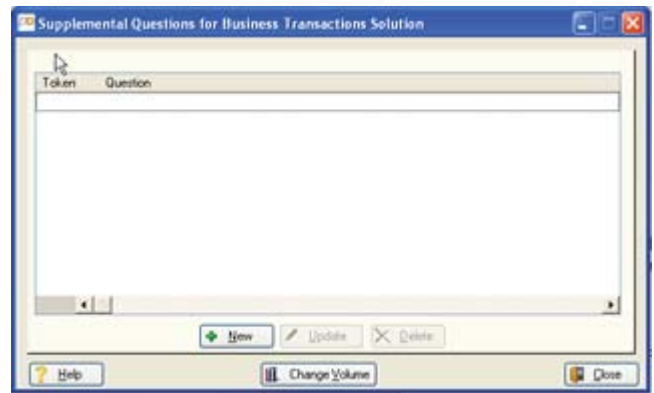 Supplemental Questions for Business Transactions Solution
Token Question
New Update Delete
Help Change Volume Close